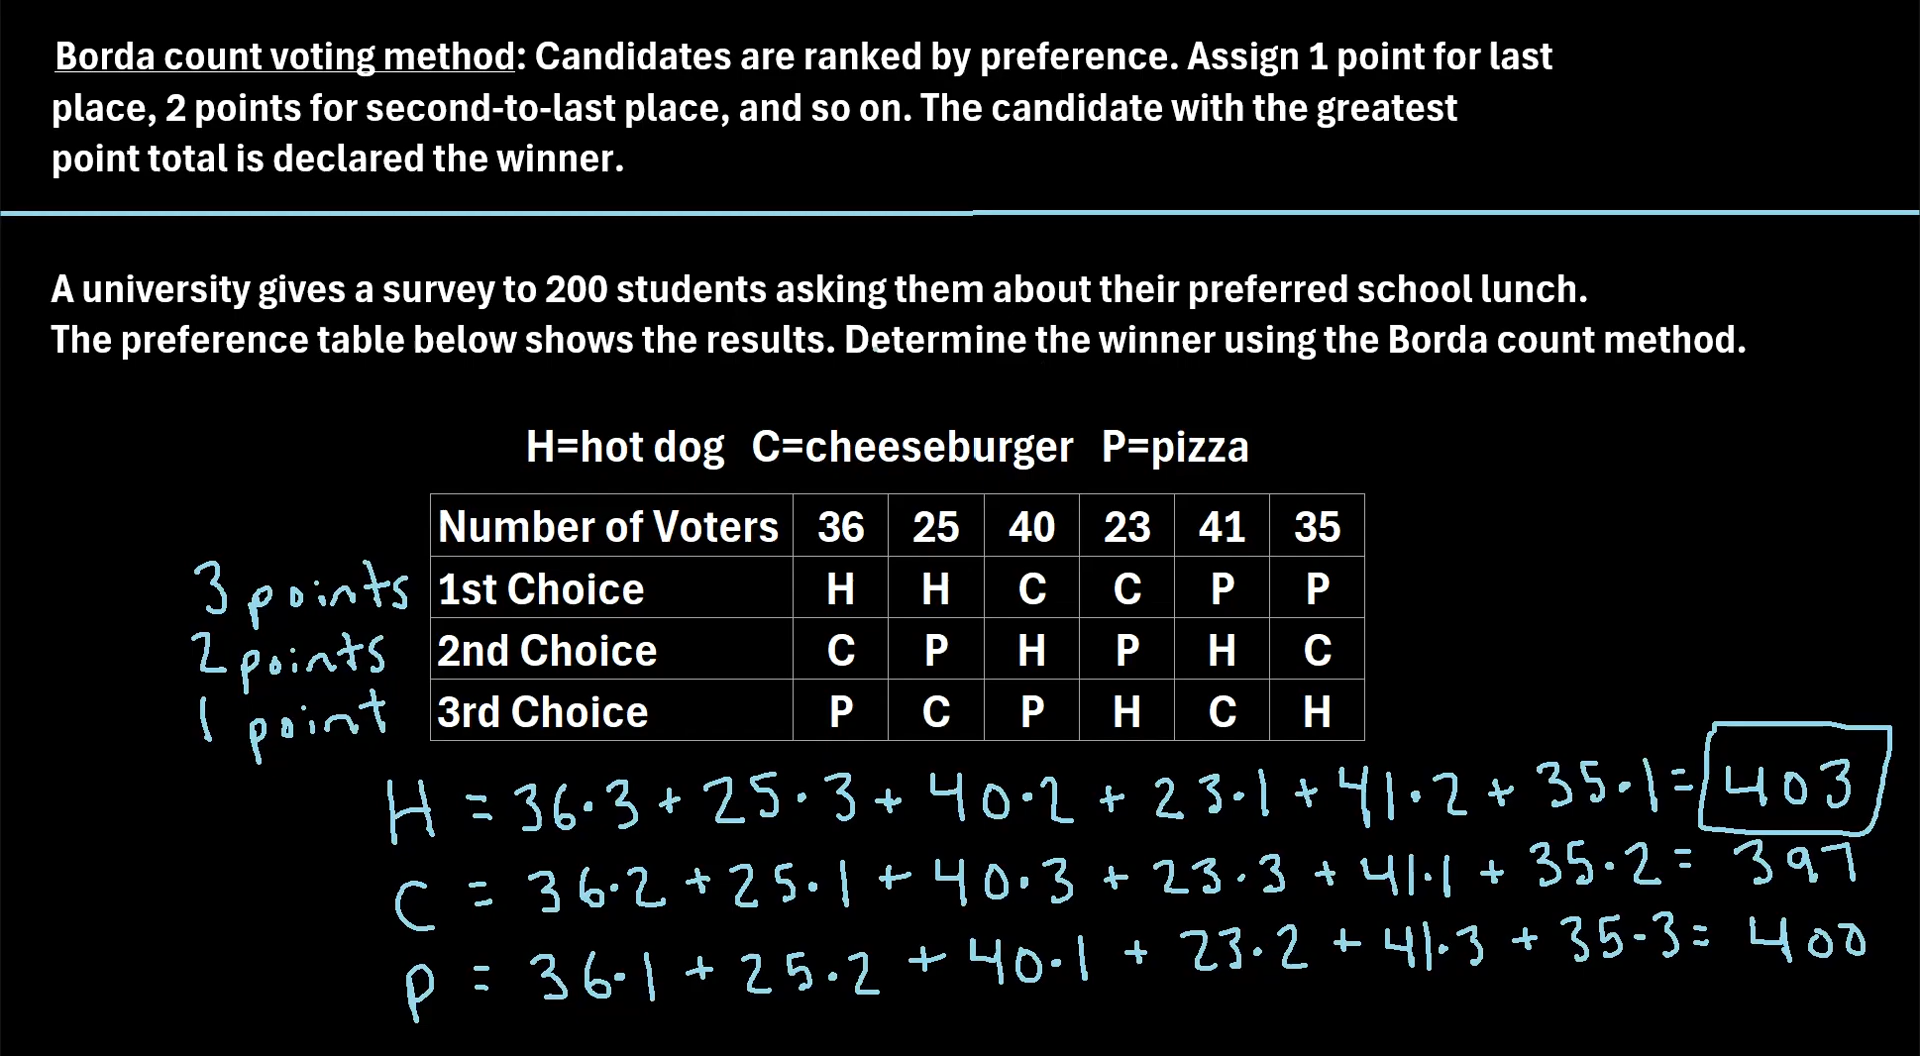 Borda count voting method: Candidates are ranked by preference. Assign 1 point for last
place, 2 points for second-to-last place, and so on. The candidate with the greatest
point total is declared the winner.
A university gives a survey to 200 students asking them about their preferred school lunch.
The preference table below shows the results. Determine the winner using the Borda count method.
H=hot dog C=cheeseburger P=pizza
Number of Voters 36 25 40 23 41 35
3 points 1st Choice H H C C P P
2 points 2nd Choice C P H P H C
1 point 3rd Choice P C P H C H
H = 36·3 + 25·3 + 40·2 + 23·1 + 41·2 + 35·1 = 403
C = 36·2 + 25·1 + 40·3 + 23·3 + 41·1 + 35·2 = 397
P = 36·1 + 25·2 + 40·1 + 23·2 + 41·3 + 35·3 = 400